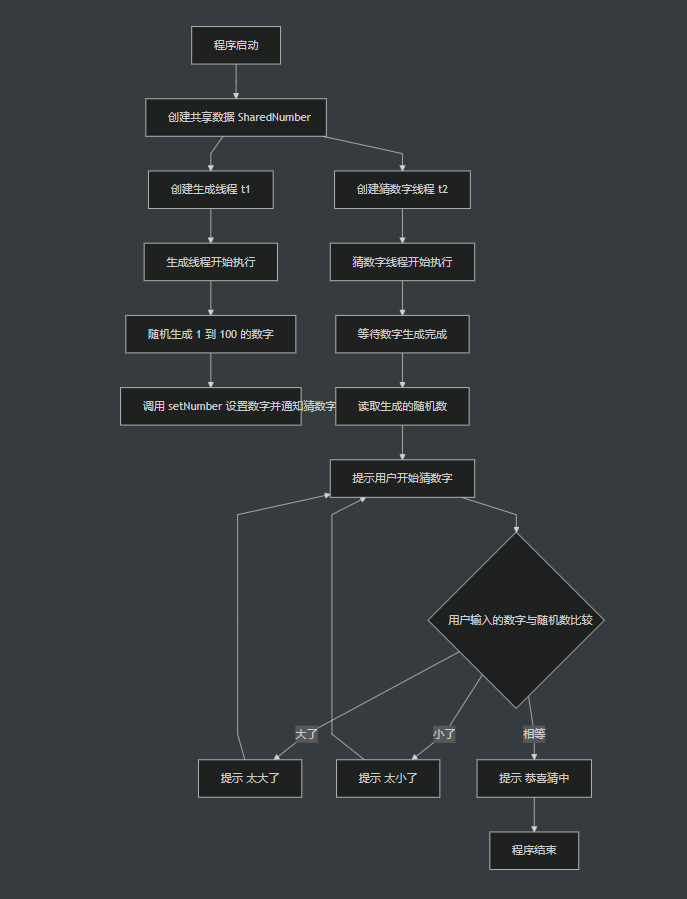 程序启动
创建共享数据 SharedNumber
创建生成线程 t1
创建猜数字线程 t2
生成线程开始执行
猜数字线程开始执行
随机生成 1 到 100 的数字
等待数字生成完成
调用 setNumber 设置数字并通知猜数字
读取生成的随机数
提示用户开始猜数字
用户输入的数字与随机数比较
大了
小了
相等
提示 太大了
提示 太小了
提示 恭喜猜中
程序结束